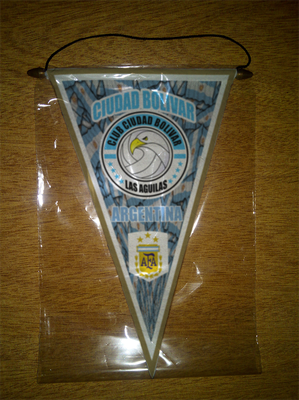 CIUDAD BOLIVAR
CLUB CIUDAD BOLIVAR
LAS AGUILAS
ARGENTINA
AFA